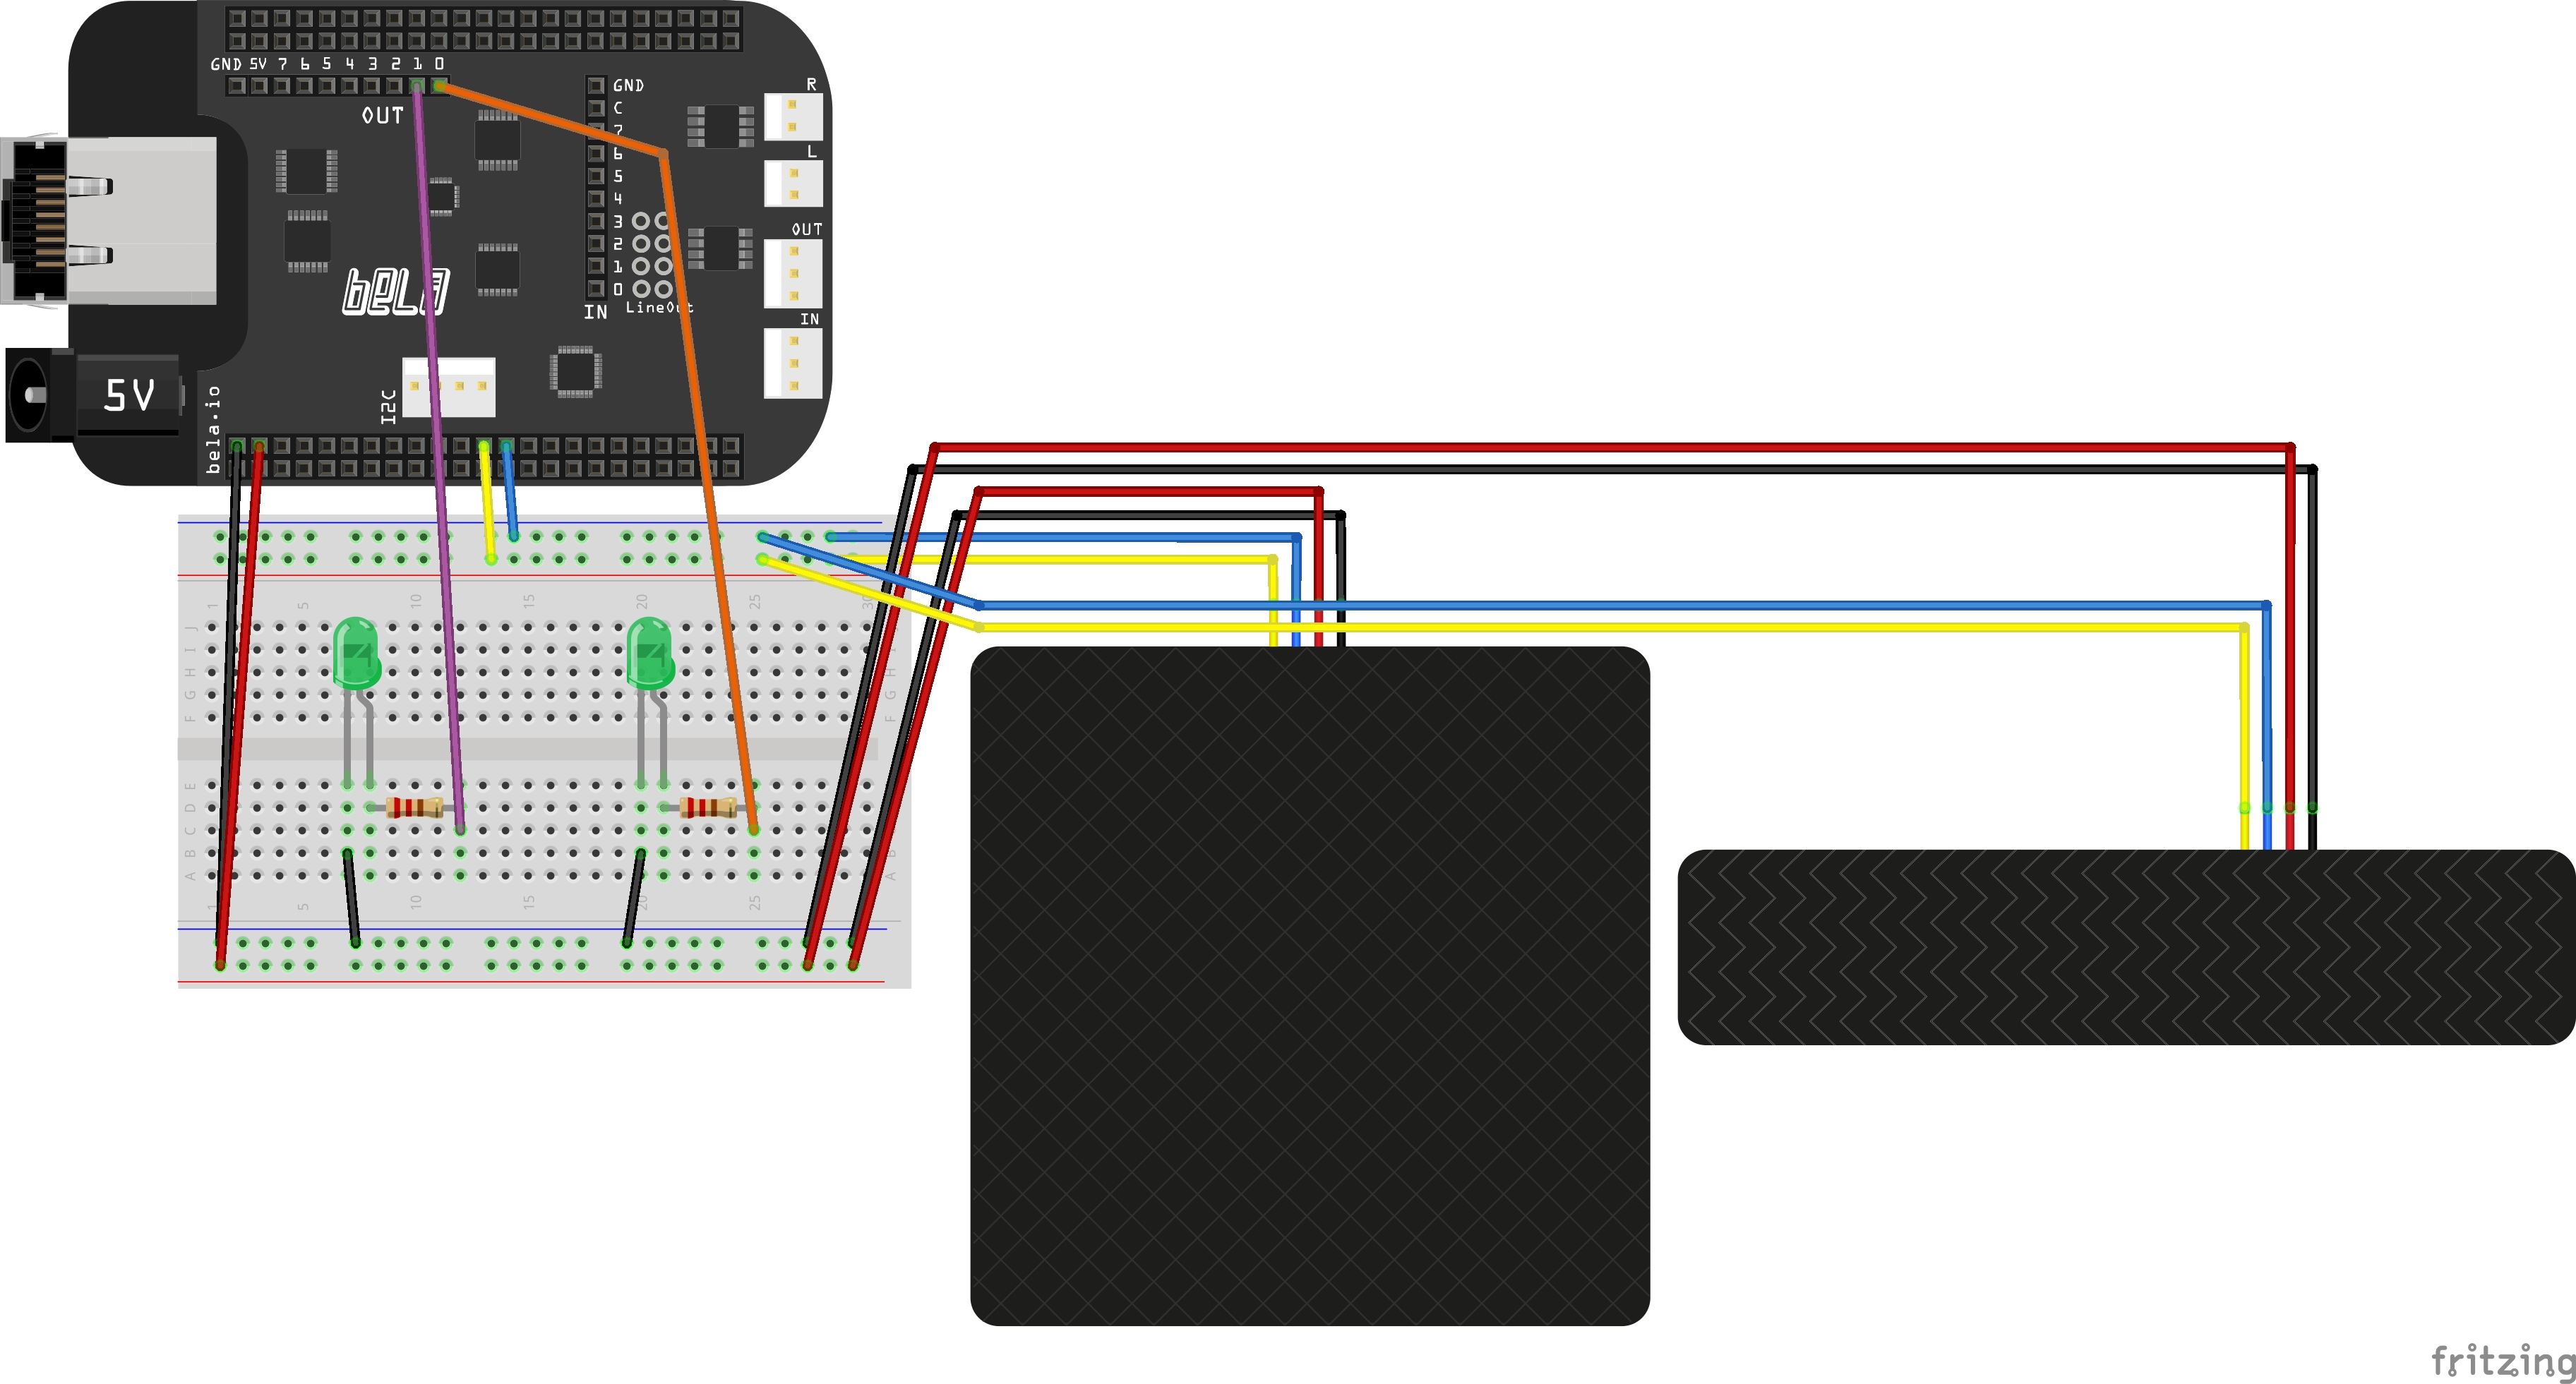 GND 5V 7 6 5 4 3 2 1 0
OUT
GND
C
7
6
5
4
3
2
1
0
IN
LineOut
R
L
OUT
IN
bela
I2C
5V
bela.io
1 5 10 15 20 25 30
J
I
H
G
F
E
D
C
B
A
H
G
F
B
A
1 5 10 15 20 25
fritzing